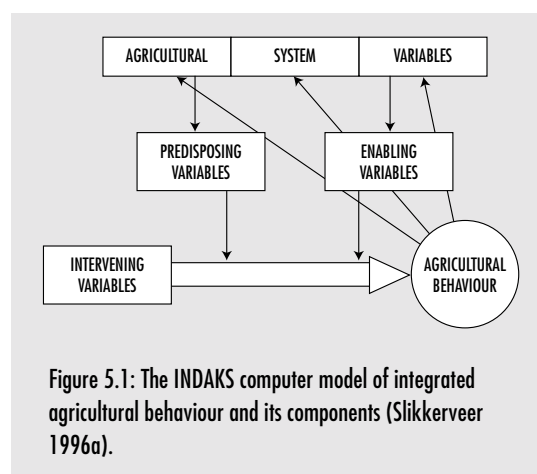 AGRICULTURAL SYSTEM VARIABLES
PREDISPOSING
VARIABLES
ENABLING
VARIABLES
INTERVENING
VARIABLES
AGRICULTURAL
BEHAVIOUR
Figure 5.1: The INDAKS computer model of integrated
agricultural behaviour and its components (Slikkerveer
1996a).